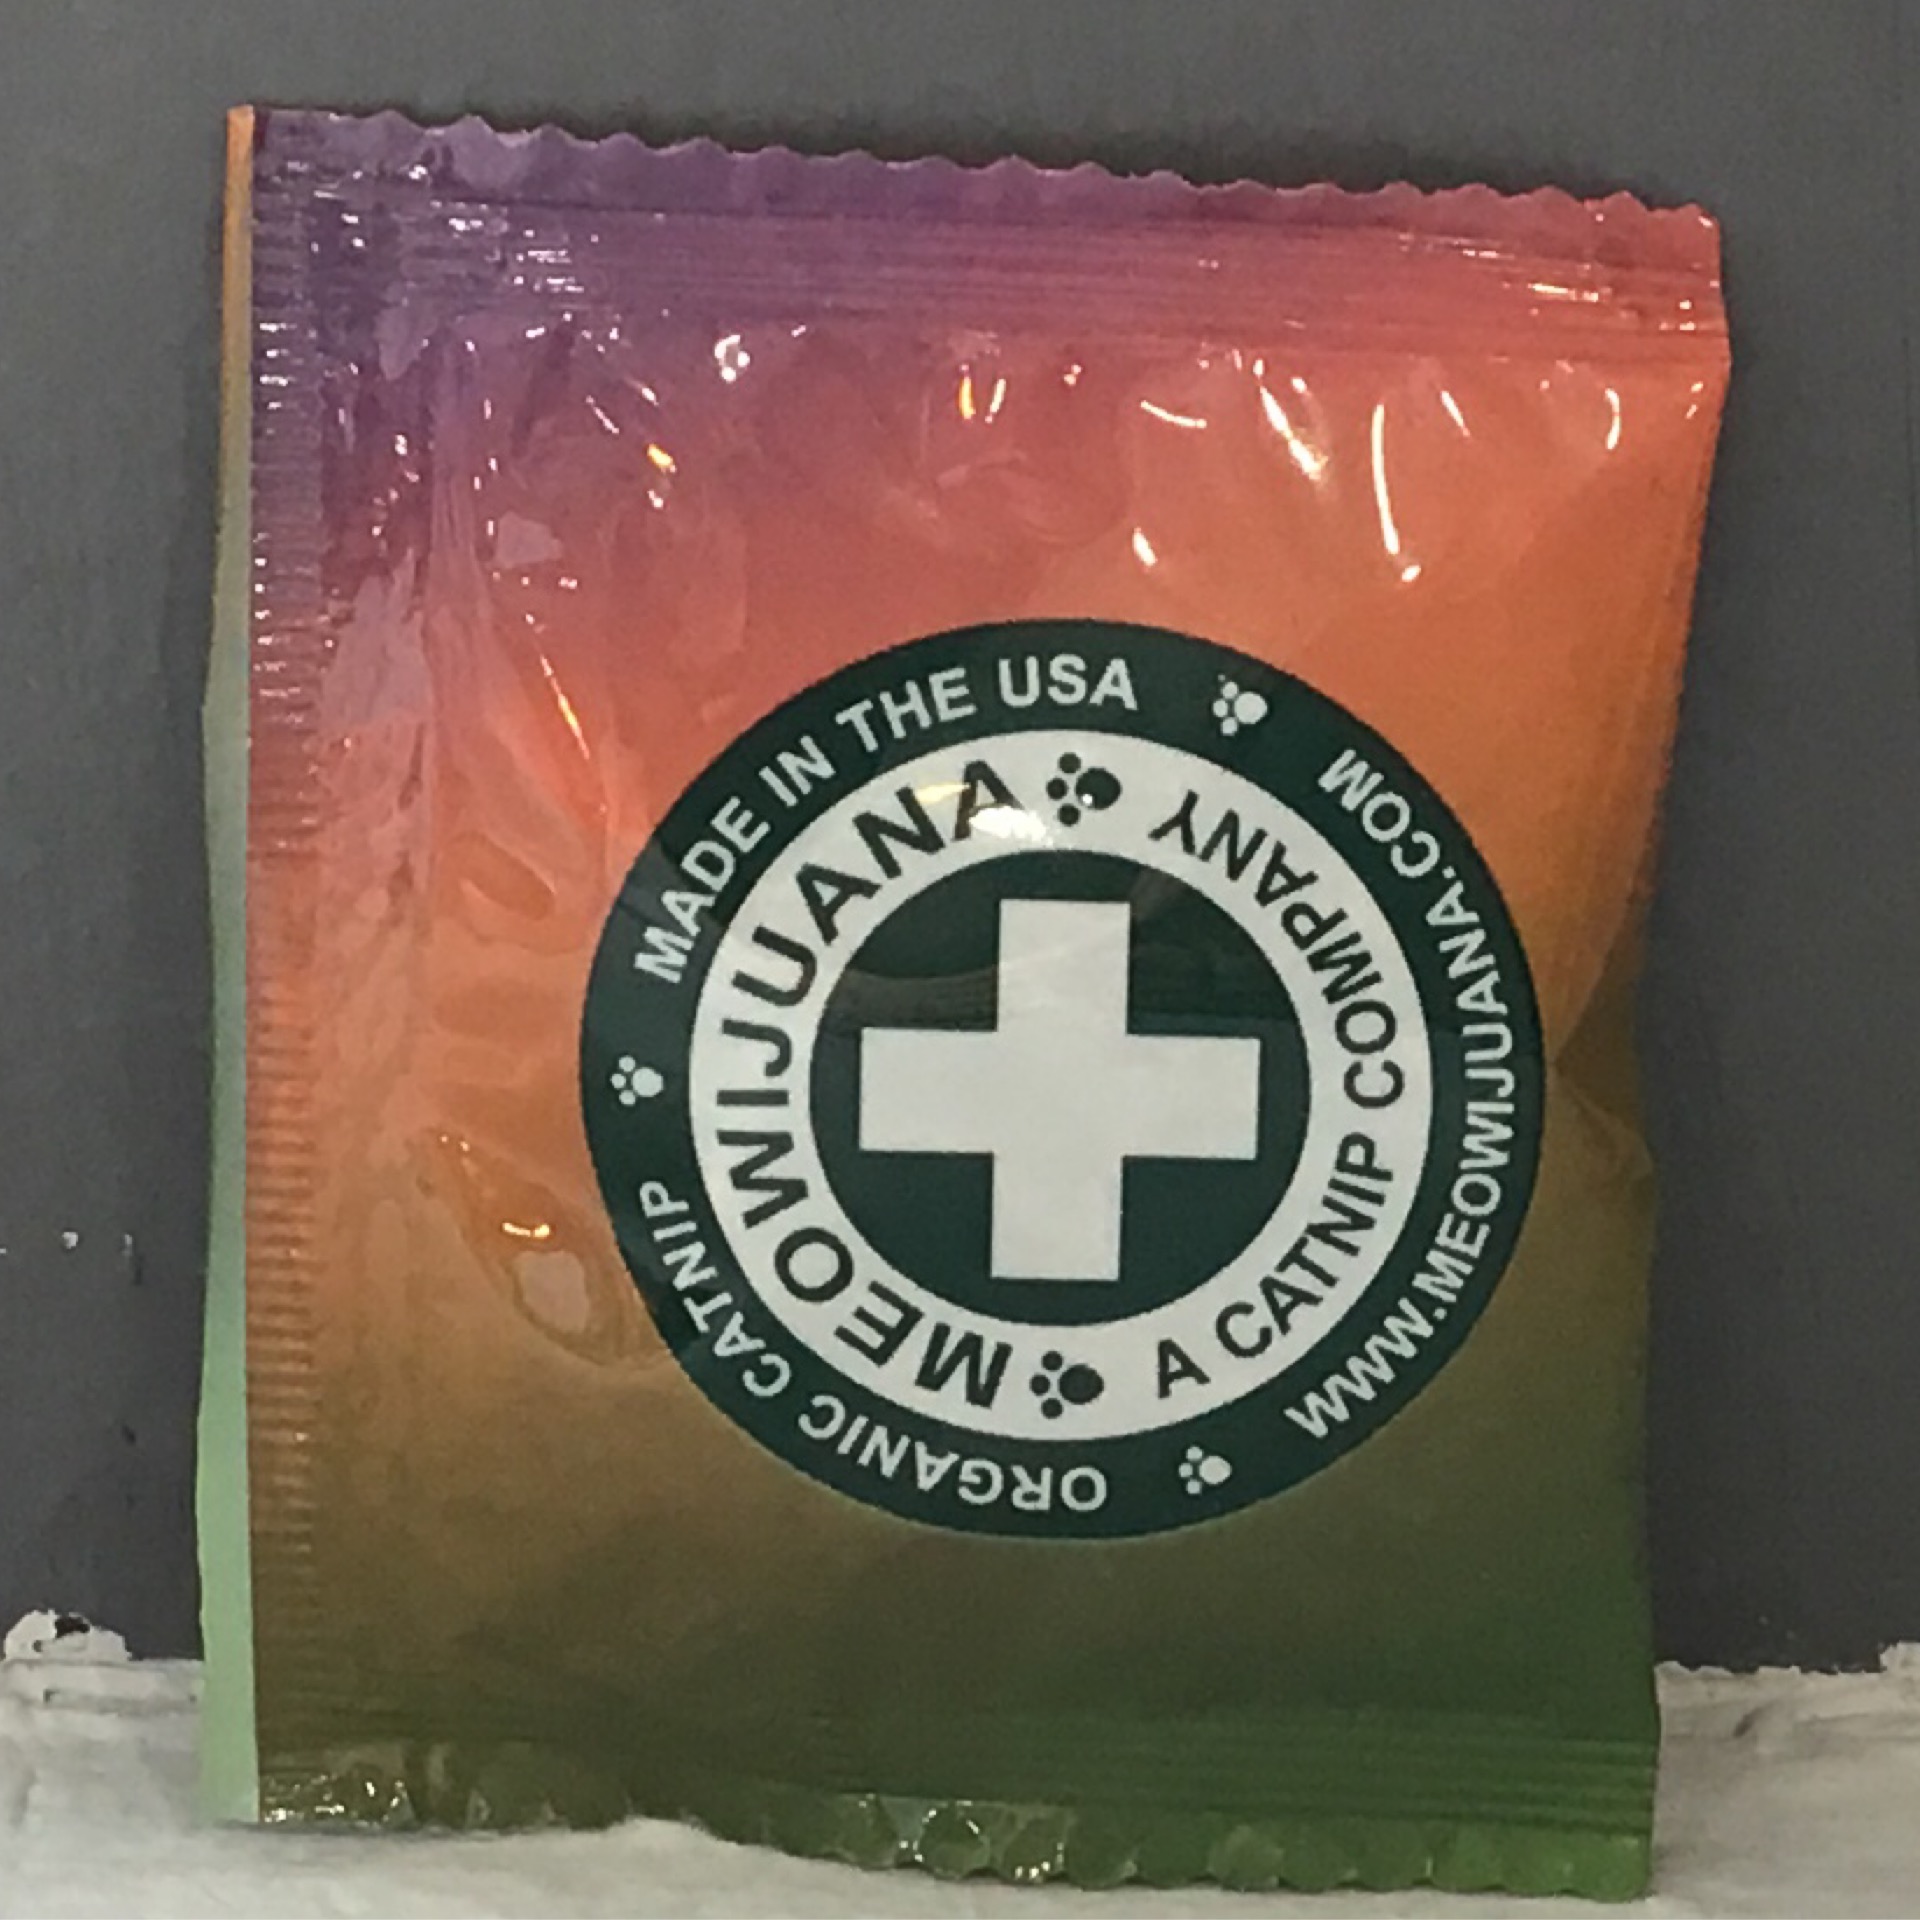 MEOWIJUANA
A CATNIP COMPANY
ORGANIC CATNIP
MADE IN THE USA
WWW.MEOWIJUANA.COM